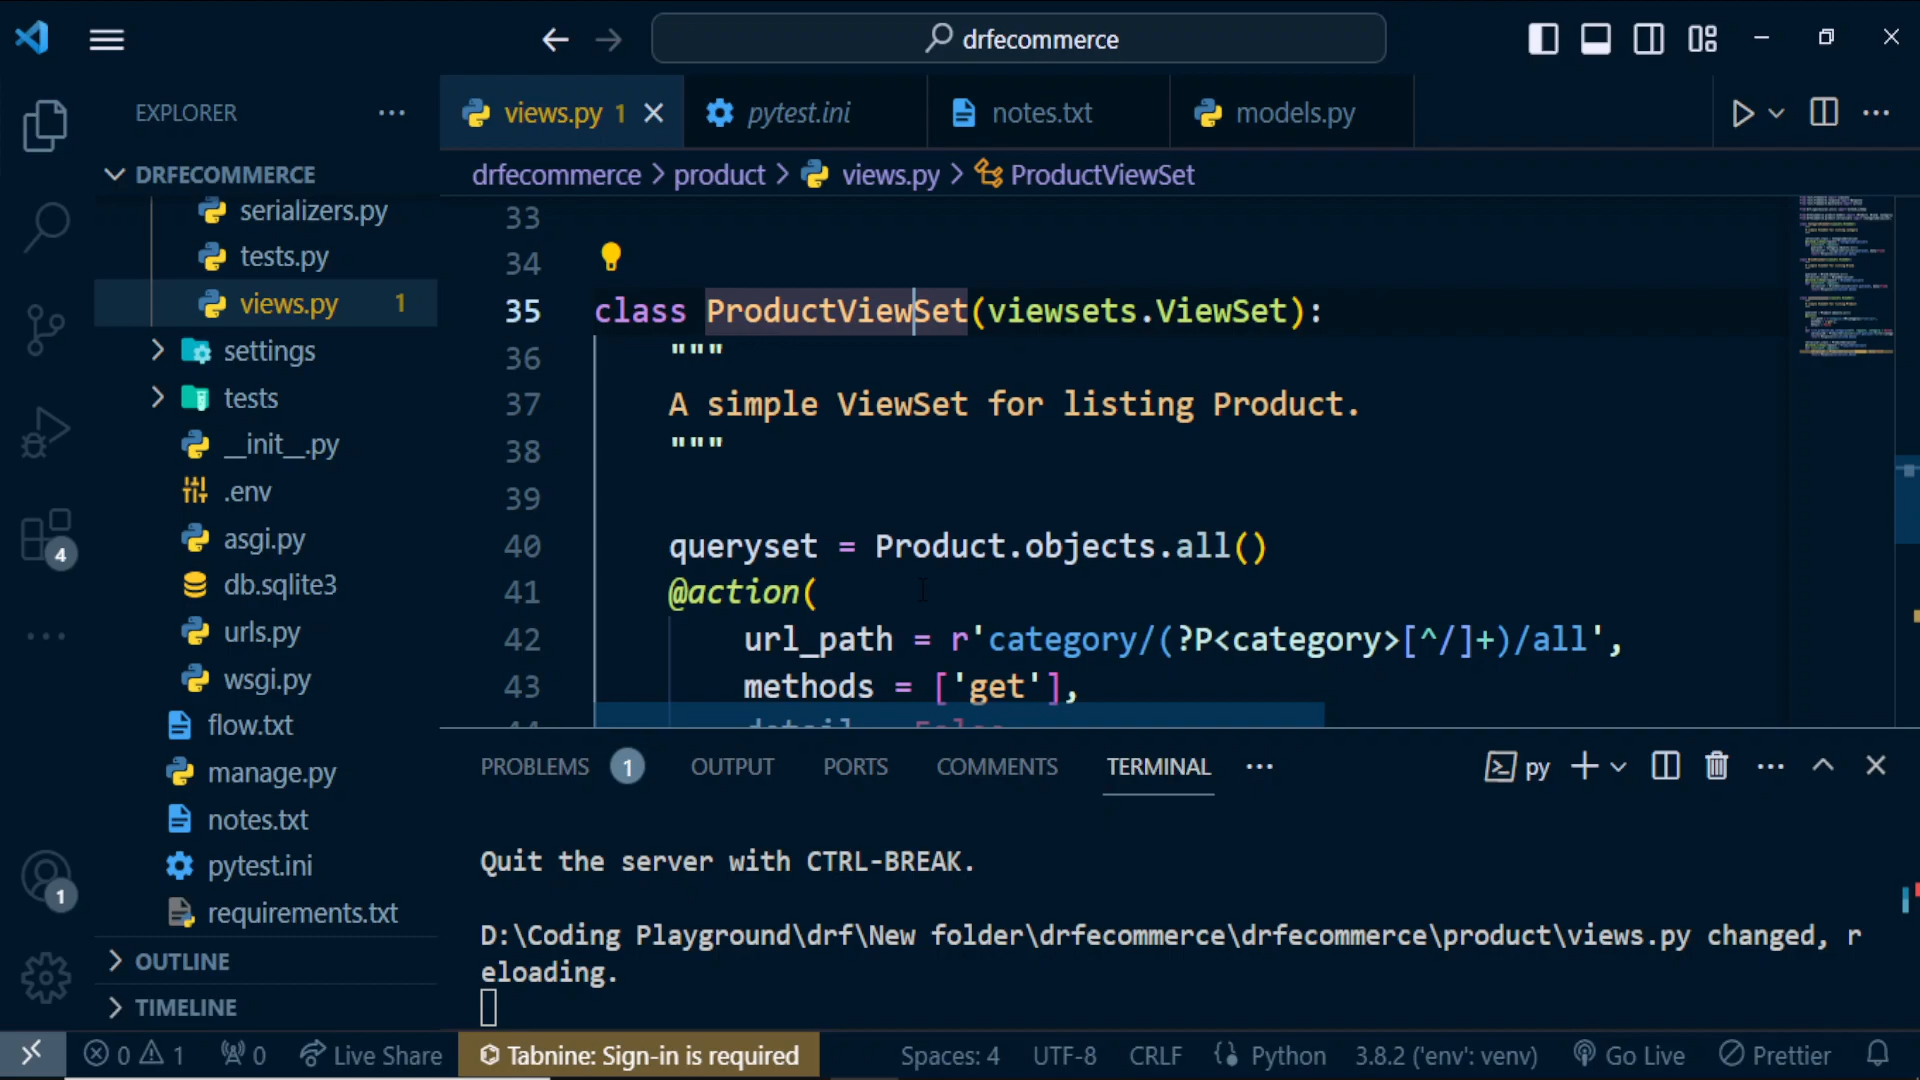 drfecommerce
EXPLORER
views.py 1
pytest.ini
notes.txt
models.py
DRFECOMMERCE
drfecommerce > product > views.py > ProductViewSet
serializers.py
tests.py
views.py 1
settings
tests
__init__.py
.env
asgi.py
db.sqlite3
urls.py
wsgi.py
flow.txt
manage.py
notes.txt
pytest.ini
requirements.txt
OUTLINE
TIMELINE
4
1
33
34
35 class ProductViewSet(viewsets.ViewSet):
36 """
37 A simple ViewSet for listing Product.
38 """
39
40 queryset = Product.objects.all()
41 @action(
42 url_path = r'category/(?P<category>[^/]+)/all',
43 methods = ['get'],
PROBLEMS 1 OUTPUT PORTS COMMENTS TERMINAL
py
Quit the server with CTRL-BREAK.
D:\Coding Playground\drf\New folder\drfecommerce\drfecommerce\product\views.py changed, r
eloading.
0 1 0 Live Share Tabnine: Sign-in is required Spaces: 4 UTF-8 CRLF Python 3.8.2 ('env': venv) Go Live Prettier